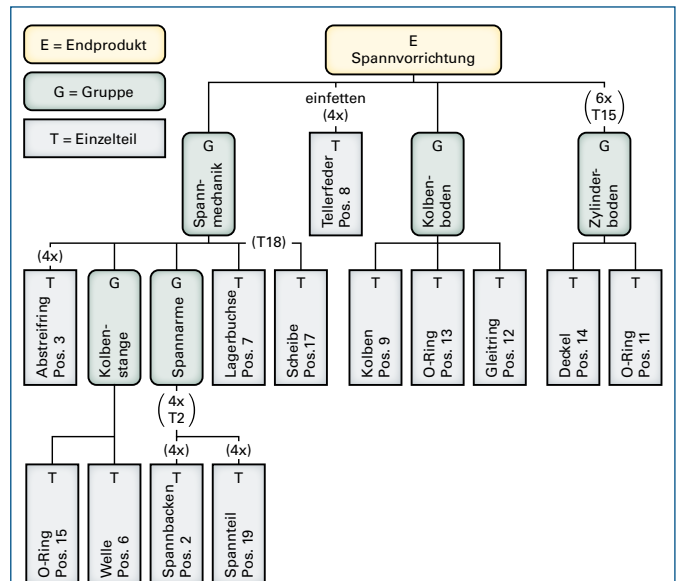 E = Endprodukt
G = Gruppe
T = Einzelteil
E
Spannvorrichtung
einfetten
(4x)
(6x
T15)
G
Spann-
mechanik
T
Tellerfeder
Pos. 8
G
Kolben-
boden
G
Zylinder-
boden
(4x)
(T18)
T
Abstreifring
Pos. 3
G
Kolben-
stange
G
Spannarme
T
Lagerbuchse
Pos. 7
T
Scheibe
Pos.17
T
Kolben
Pos. 9
T
O-Ring
Pos. 13
T
Gleitring
Pos. 12
T
Deckel
Pos. 14
T
O-Ring
Pos. 11
(4x
T2)
(4x)
(4x)
T
O-Ring
Pos. 15
T
Welle
Pos. 6
T
Spannbacken
Pos. 2
T
Spannteil
Pos. 19